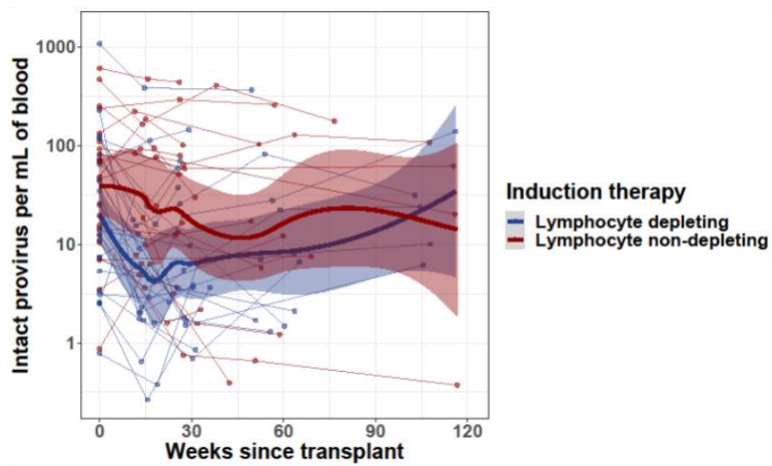 Intact provirus per mL of blood
1000
100
10
1
0
30
60
90
120
Weeks since transplant
Induction therapy
Lymphocyte depleting
Lymphocyte non-depleting